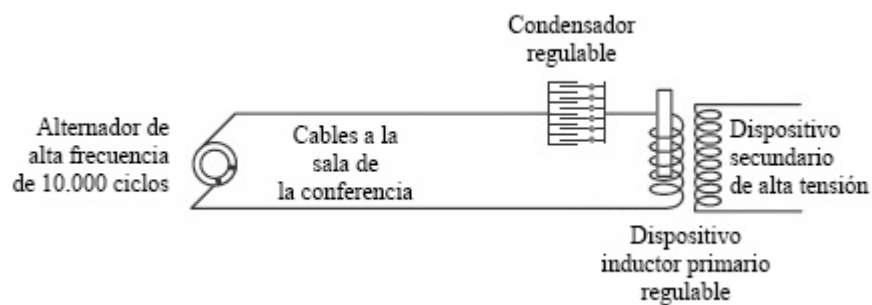 Condensador
regulable
Alternador de
alta frecuencia
de 10.000 ciclos
Cables a la
sala de
la conferencia
Dispositivo
secundario
de alta tensión
Dispositivo
inductor primario
regulable